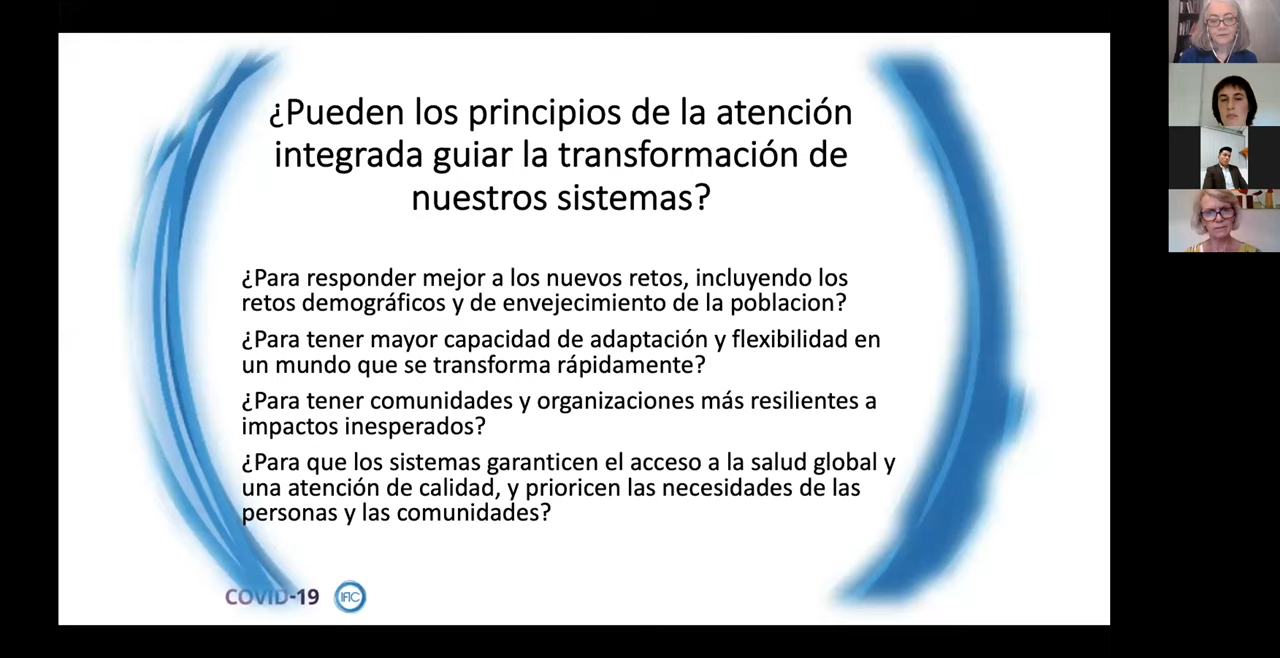 ¿Pueden los principios de la atención
integrada guiar la transformación de
nuestros sistemas?
¿Para responder mejor a los nuevos retos, incluyendo los
retos demográficos y de envejecimiento de la poblacion?
¿Para tener mayor capacidad de adaptación y flexibilidad en
un mundo que se transforma rápidamente?
¿Para tener comunidades y organizaciones más resilientes a
impactos inesperados?
¿Para que los sistemas garanticen el acceso a la salud global y
una atención de calidad, y prioricen las necesidades de las
personas y las comunidades?
COVID-19 IFIC